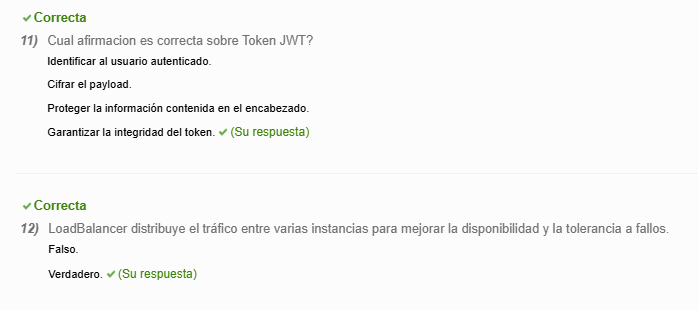 ✓Correcta
11) Cual afirmacion es correcta sobre Token JWT?
Identificar al usuario autenticado.
Cifrar el payload.
Proteger la información contenida en el encabezado.
Garantizar la integridad del token. ✓ (Su respuesta)
✓Correcta
12) LoadBalancer distribuye el tráfico entre varias instancias para mejorar la disponibilidad y la tolerancia a fallos.
Falso.
Verdadero. ✓ (Su respuesta)